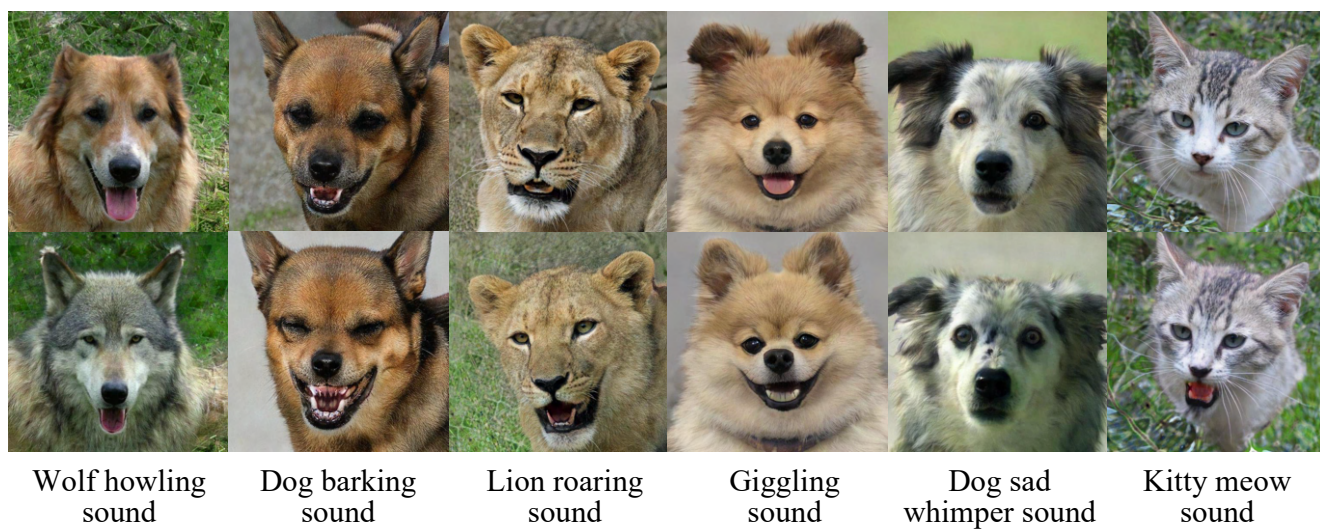 Wolf howling
sound
Dog barking
sound
Lion roaring
sound
Giggling
sound
Dog sad
whimper sound
Kitty meow
sound